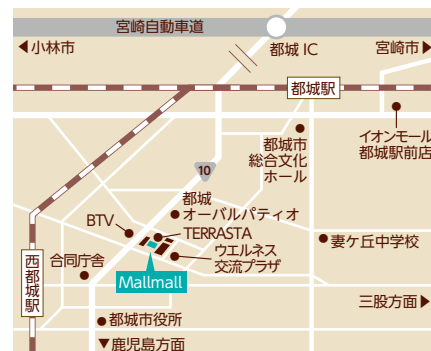 宮崎自動車道
◀小林市
都城 IC
宮崎市▶
都城駅
イオンモール
都城駅前店
都城市
総合文化
ホール
10
都城
オーバルパティオ
BTV
TERRASTA
ウエルネス
交流プラザ
妻ケ丘中学校
西都城駅
合同庁舎
Mallmall
三股方面▶
都城市役所
▼鹿児島方面